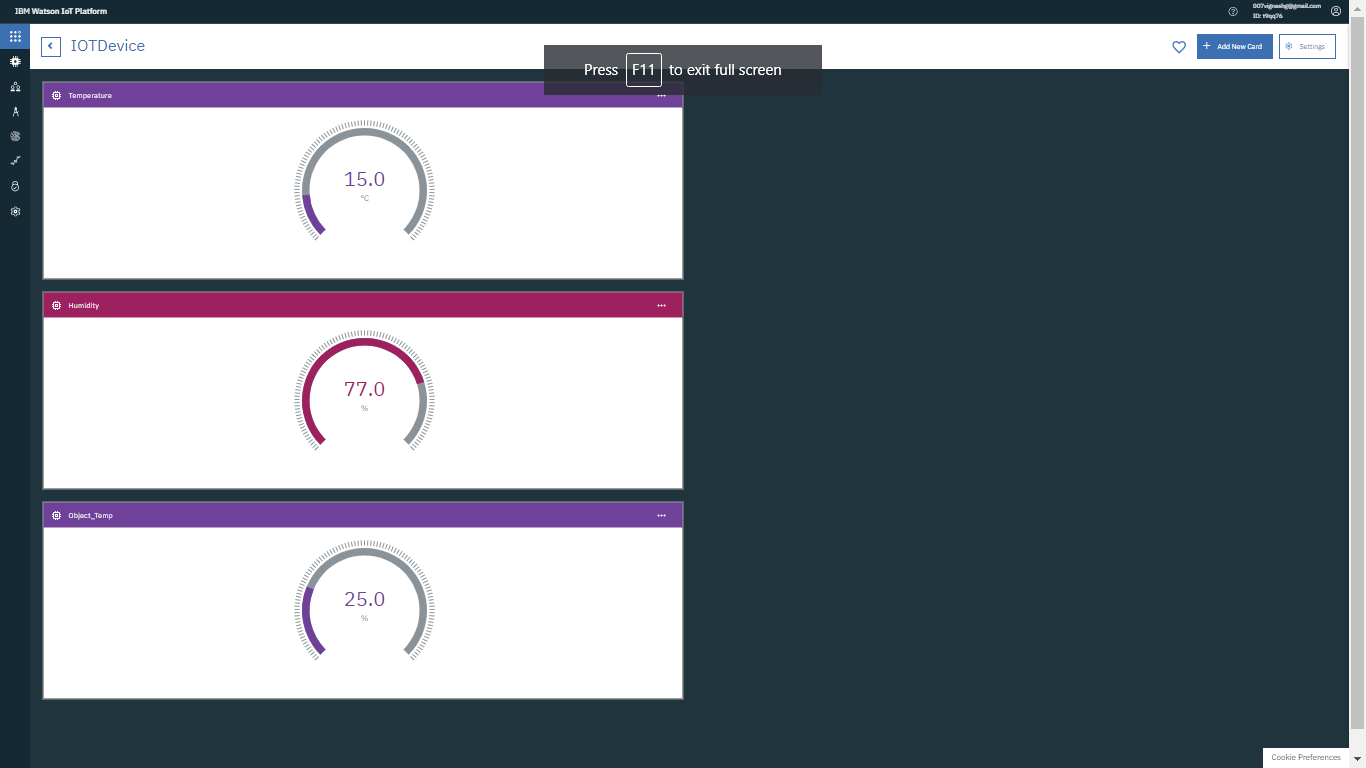 IBM Watson IoT Platform
007vignesh@gmail.com
ID: t9qq76
IOTDevice
Add New Card
Settings
Press F11 to exit full screen
Temperature
15.0
°C
Humidity
77.0
%
Object_Temp
25.0
%
Cookie Preferences